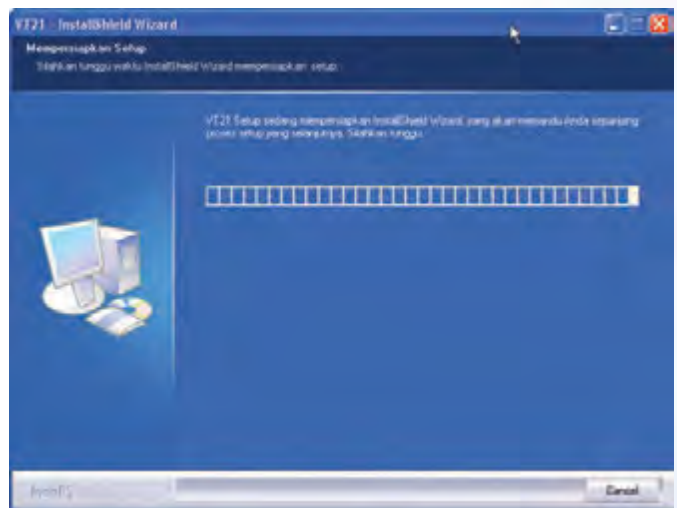 VT21 - InstallShield Wizard
Mempersiapkan Setup
Silahkan tunggu waktu InstallShield Wizard mempersiapkan setup.
VT21 Setup sedang mempersiapkan InstallShield Wizard, yang akan memandu Anda sepanjang
proses setup yang selanjutnya. Silahkan tunggu.
Cancel